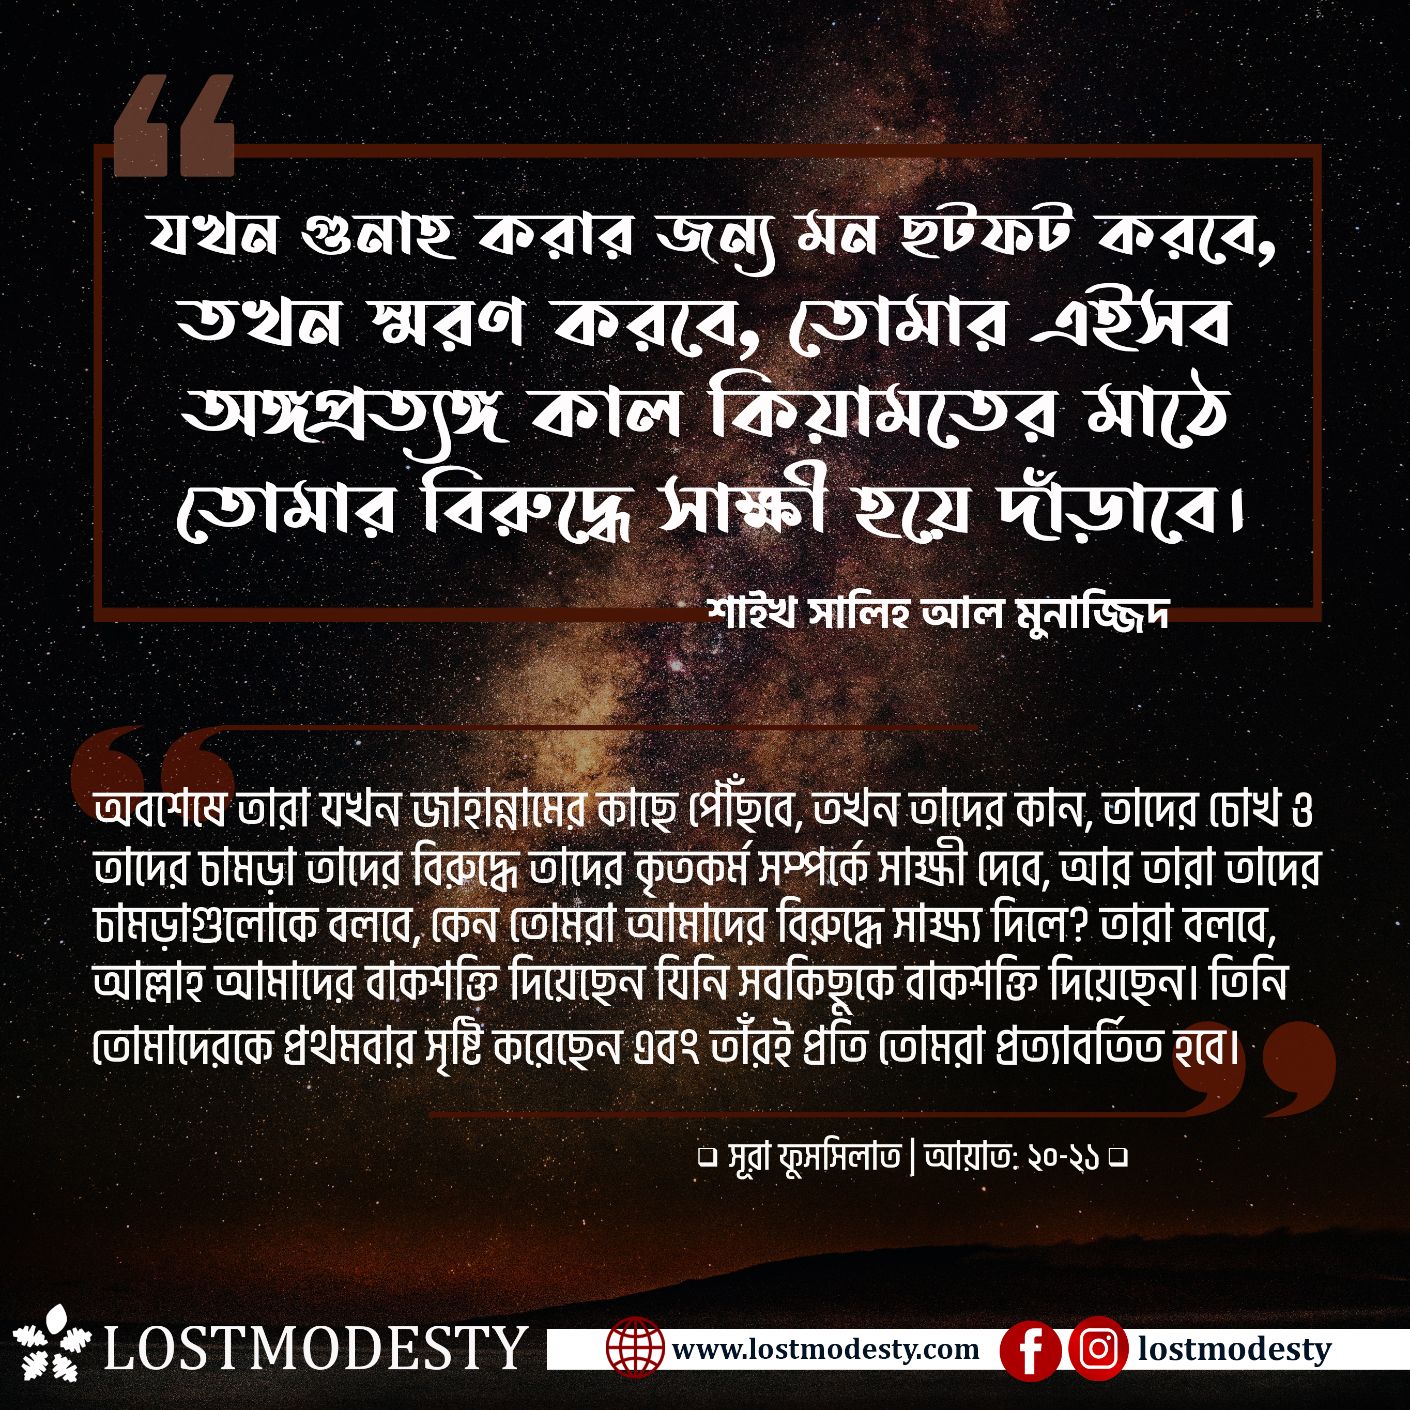 যখন গুনাহ করার জন্য মন ছটফট করবে,
তখন স্মরণ করবে, তোমার এইসব
অঙ্গপ্রত্যঙ্গ কাল কিয়ামতের মাঠে
তোমার বিরুদ্ধে সাক্ষী হয়ে দাঁড়াবে।
শাইখ সালিহ আল মুনাজ্জিদ
অবশেষে তারা যখন জাহান্নামের কাছে পৌঁছবে, তখন তাদের কান, তাদের চোখ ও
তাদের চামড়া তাদের বিরুদ্ধে তাদের কৃতকর্ম সম্পর্কে সাক্ষী দেবে, আর তারা তাদের
চামড়াগুলোকে বলবে, কেন তোমরা আমাদের বিরুদ্ধে সাক্ষ্য দিলে? তারা বলবে,
আল্লাহ আমাদের বাকশক্তি দিয়েছেন যিনি সবকিছুকে বাকশক্তি দিয়েছেন। তিনি
তোমাদেরকে প্রথমবার সৃষ্টি করেছেন এবং তাঁরই প্রতি তোমরা প্রত্যাবর্তিত হবে।
❑ সূরা ফুসসিলাত | আয়াত: ২০-২১ ❑
LOSTMODESTY www.lostmodesty.com lostmodesty